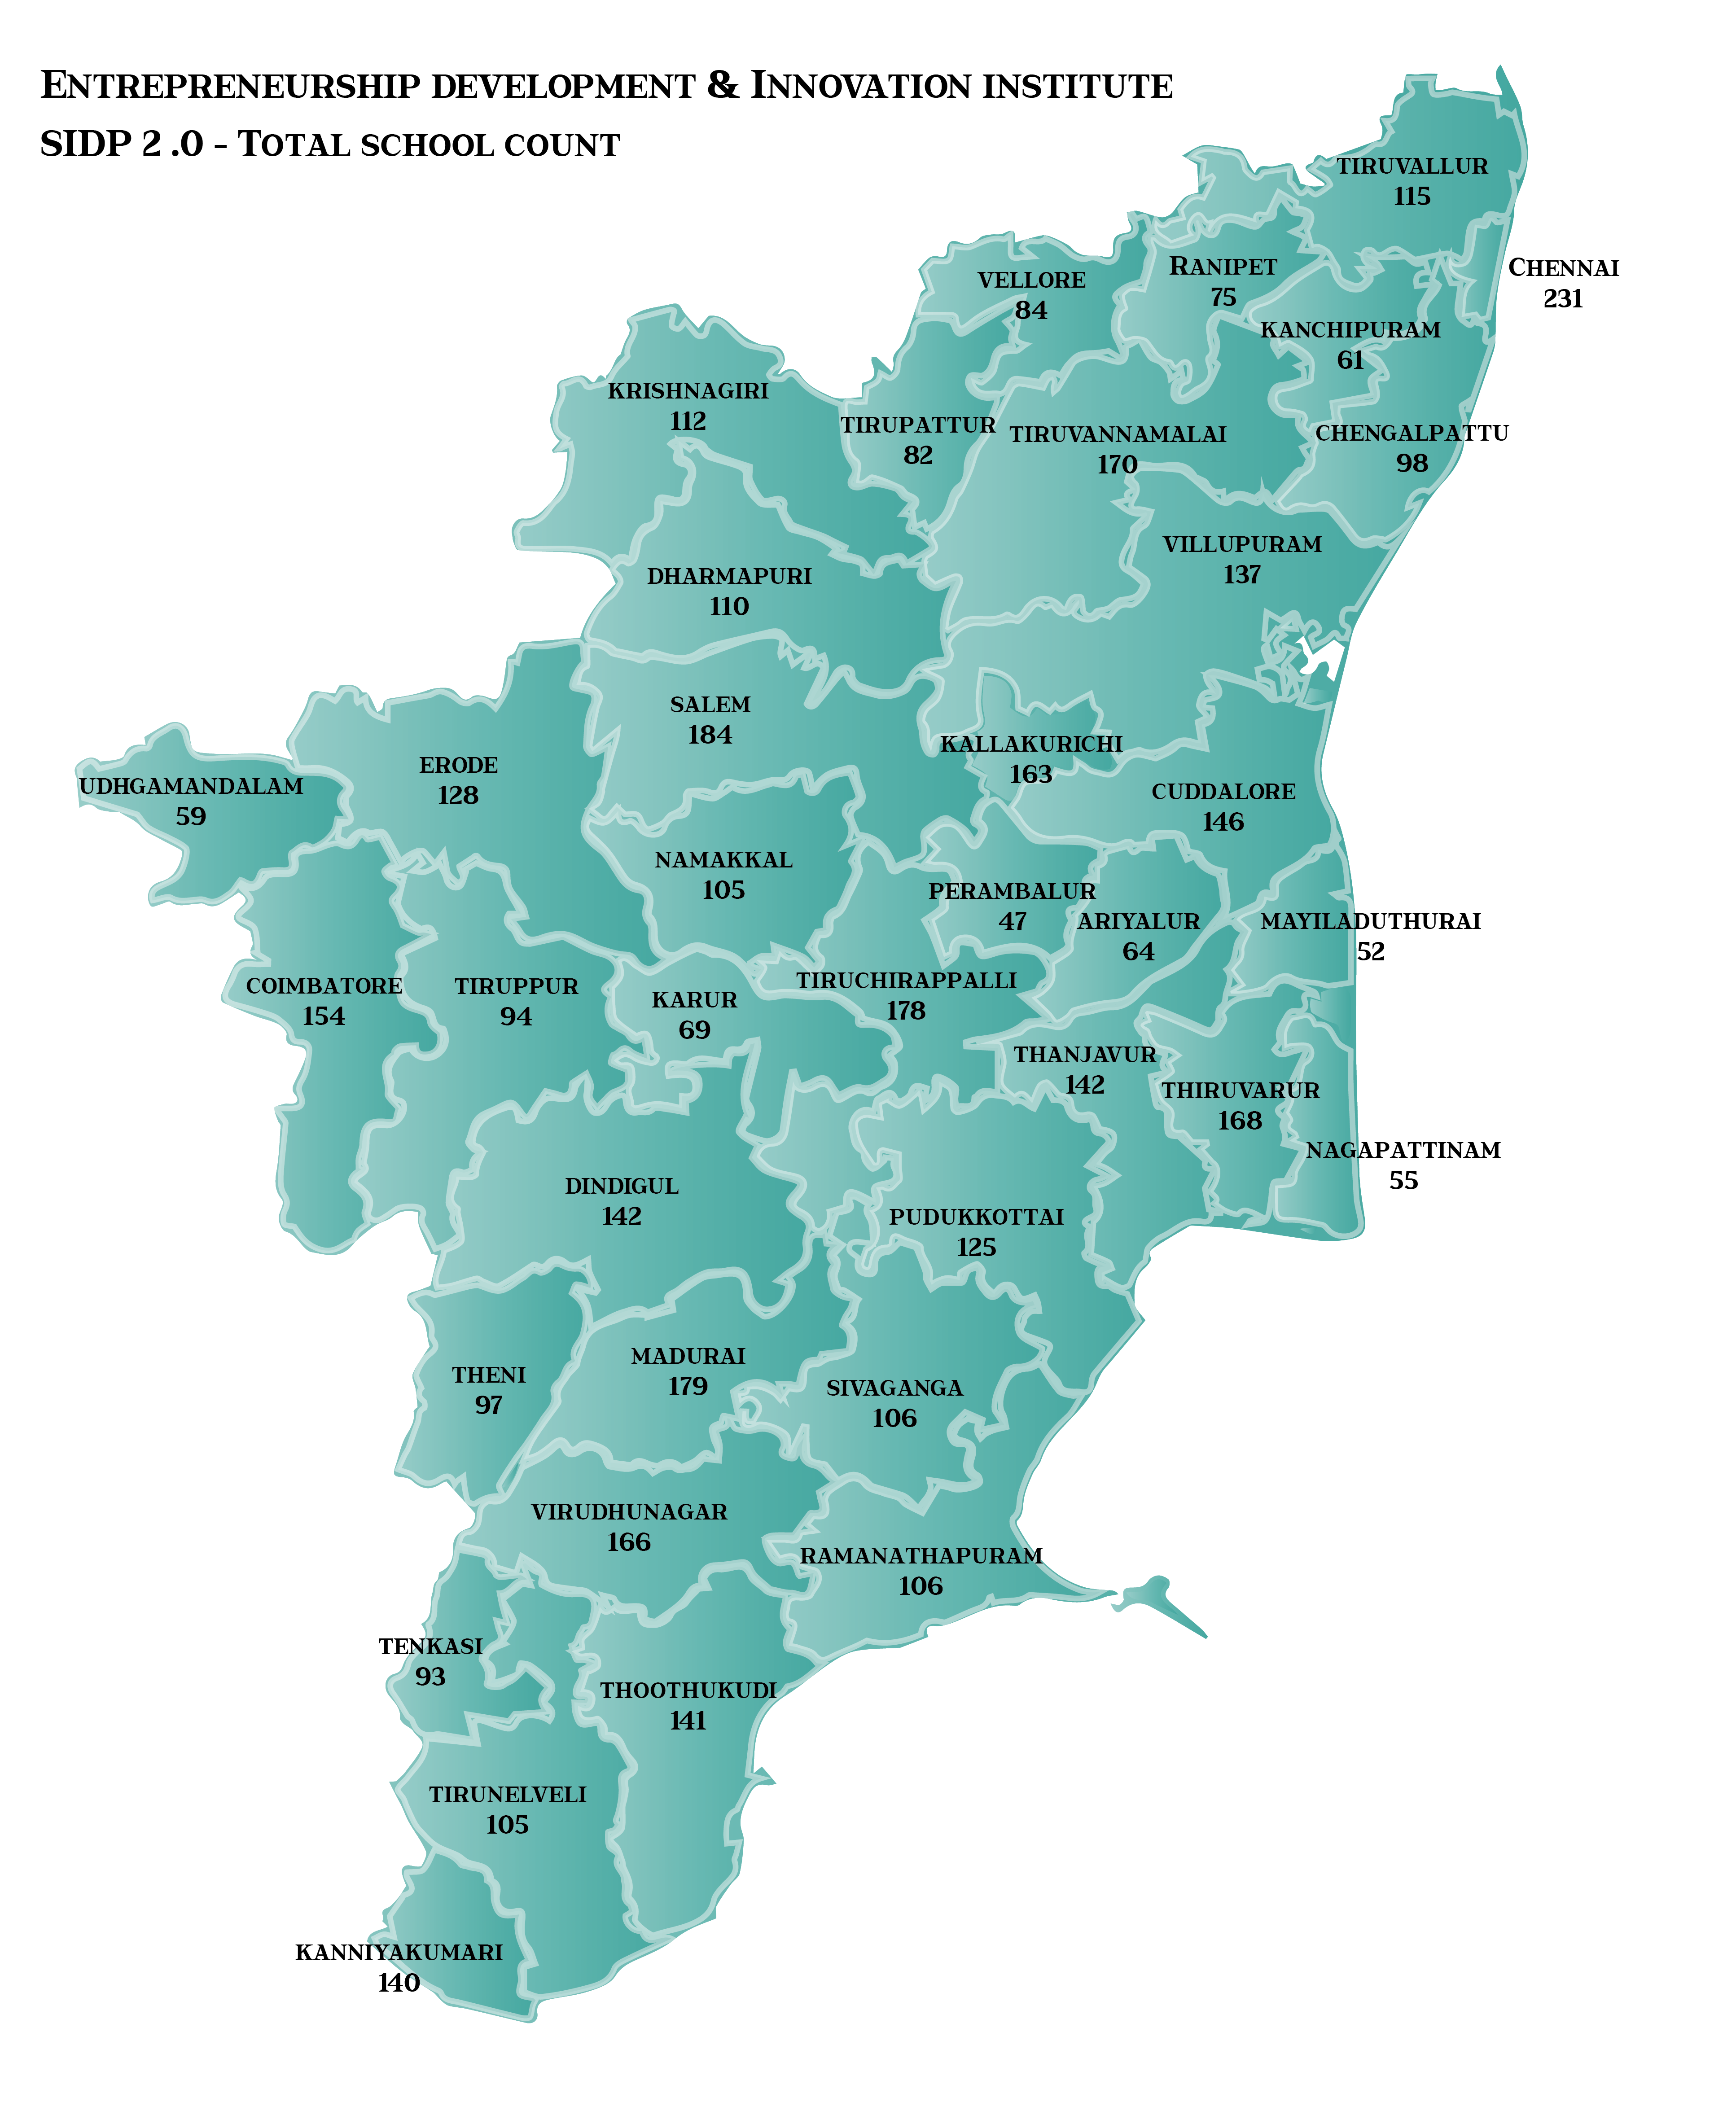 Entrepreneurship development & Innovation institute
SIDP 2 .0 - Total school count
TIRUVALLUR
115
Chennai
231
Ranipet
75
VELLORE
84
KANCHIPURAM
61
KRISHNAGIRI
112
TIRUPATTUR
82
TIRUVANNAMALAI
170
CHENGALPATTU
98
VILLUPURAM
137
DHARMAPURI
110
SALEM
184
KALLAKURICHI
163
ERODE
128
UDHGAMANDALAM
59
CUDDALORE
146
NAMAKKAL
105
PERAMBALUR
47
ARIYALUR
64
MAYILADUTHURAI
52
COIMBATORE
154
TIRUPPUR
94
KARUR
69
TIRUCHIRAPPALLI
178
THANJAVUR
142
THIRUVARUR
168
NAGAPATTINAM
55
DINDIGUL
142
PUDUKKOTTAI
125
THENI
97
MADURAI
179
SIVAGANGA
106
VIRUDHUNAGAR
166
RAMANATHAPURAM
106
TENKASI
93
THOOTHUKUDI
141
TIRUNELVELI
105
KANNIYAKUMARI
140